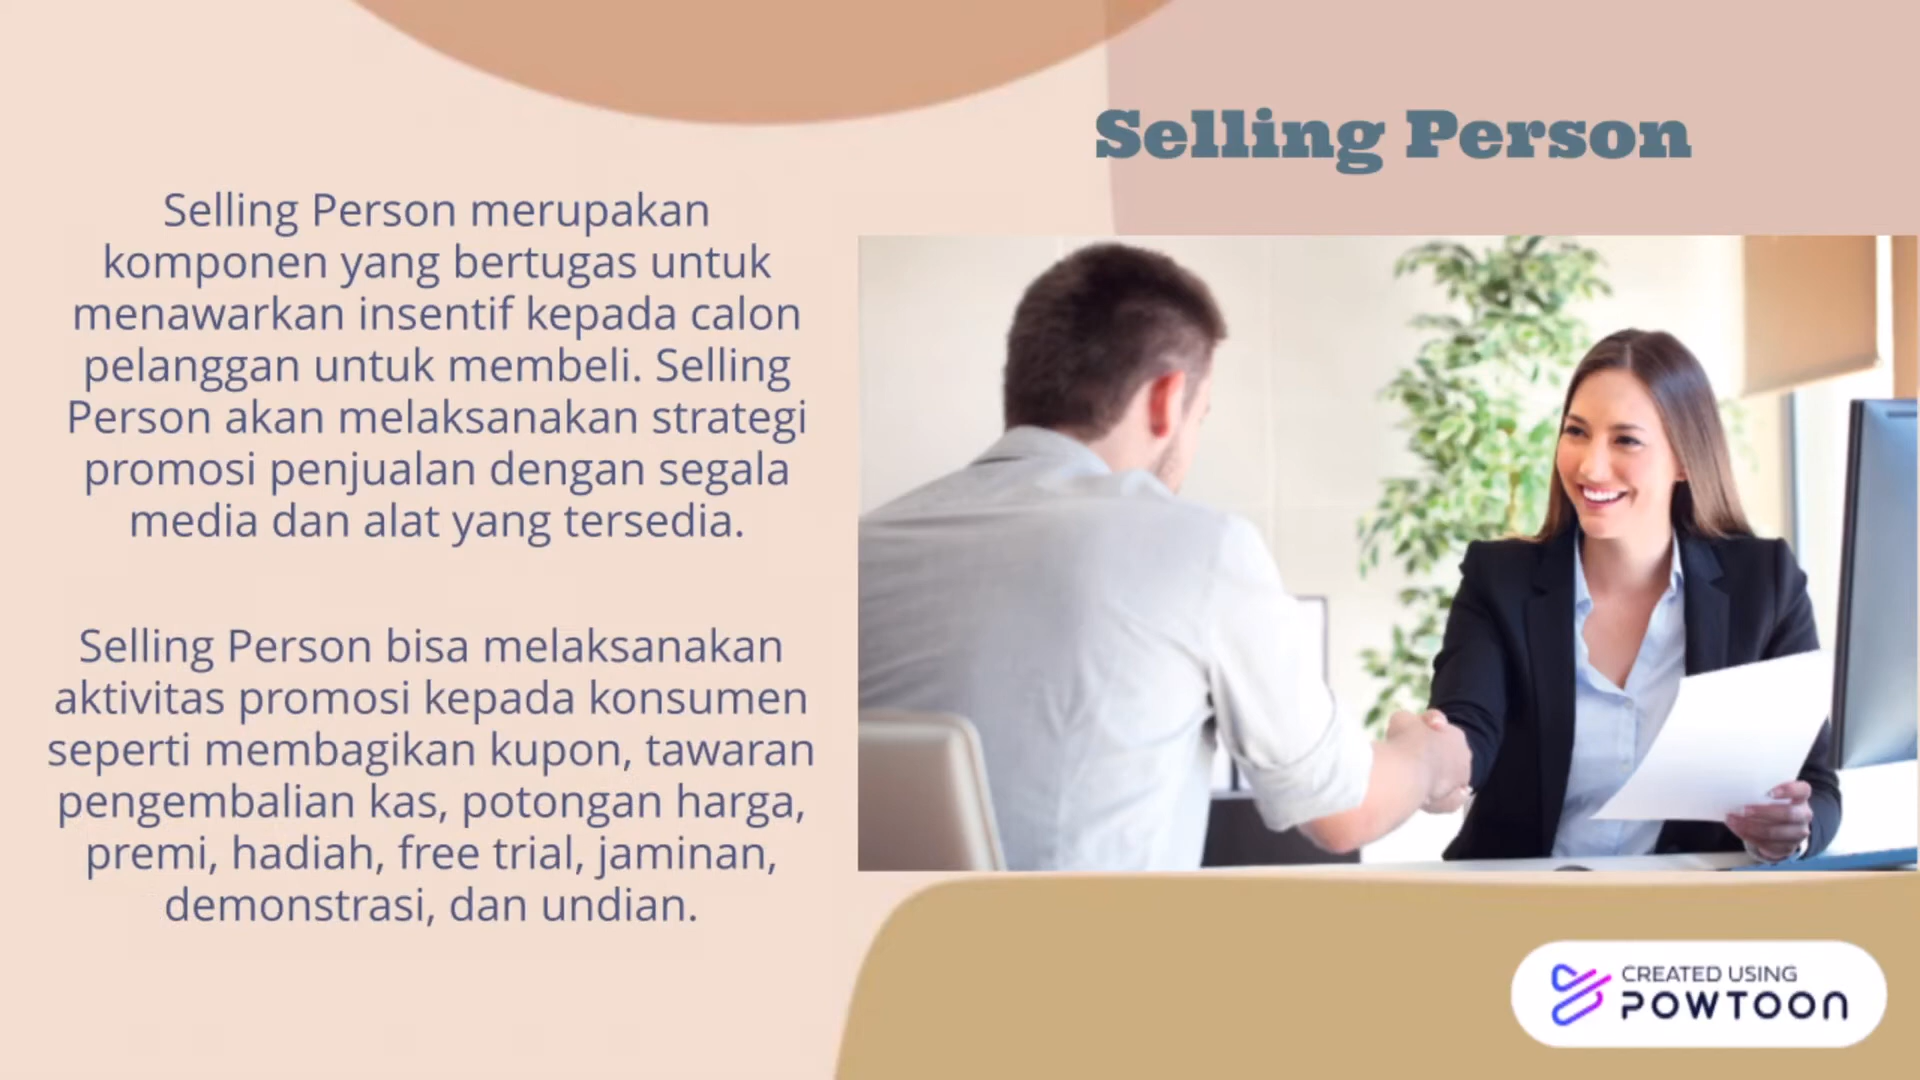 Selling Person
Selling Person merupakan
komponen yang bertugas untuk
menawarkan insentif kepada calon
pelanggan untuk membeli. Selling
Person akan melaksanakan strategi
promosi penjualan dengan segala
media dan alat yang tersedia.
Selling Person bisa melaksanakan
aktivitas promosi kepada konsumen
seperti membagikan kupon, tawaran
pengembalian kas, potongan harga,
premi, hadiah, free trial, jaminan,
demonstrasi, dan undian.
CREATED USING
POWTOON